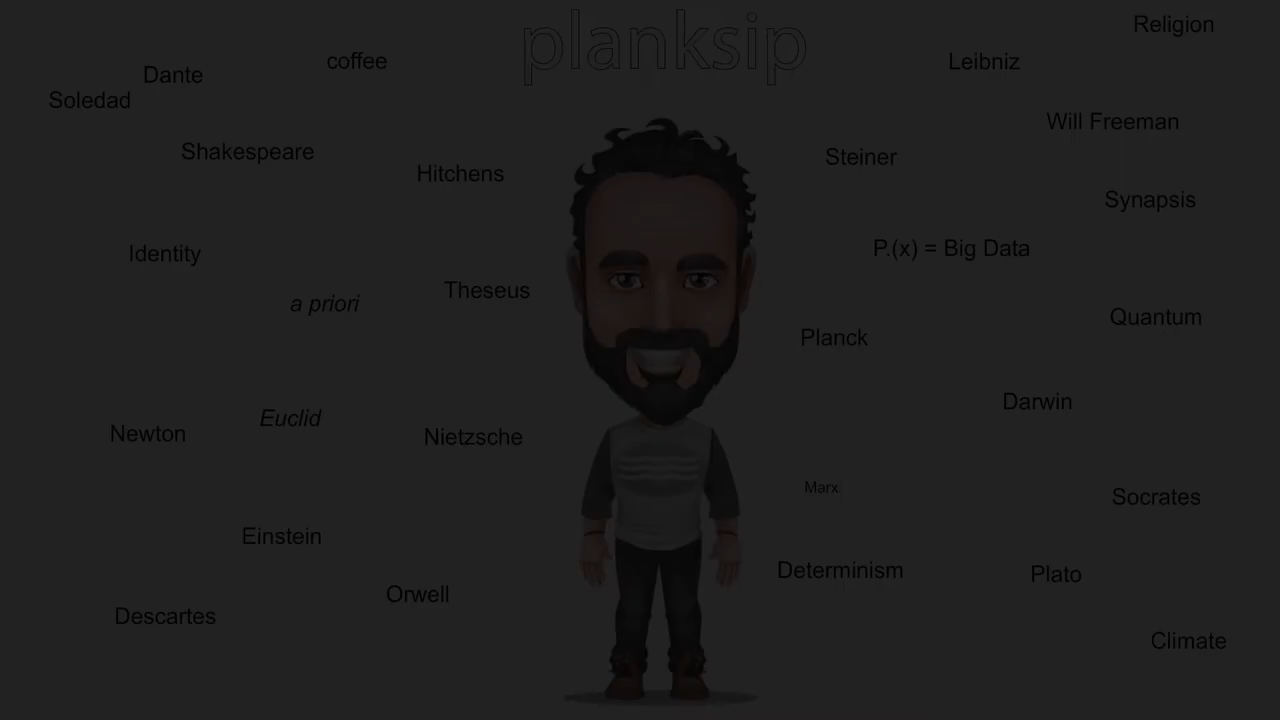 planksip
Religion
coffee
Leibniz
Dante
Soledad
Will Freeman
Shakespeare
Steiner
Hitchens
Synapsis
P.(x) = Big Data
Identity
Theseus
a priori
Quantum
Planck
Darwin
Euclid
Newton
Nietzsche
Marx
Socrates
Einstein
Determinism
Plato
Orwell
Descartes
Climate